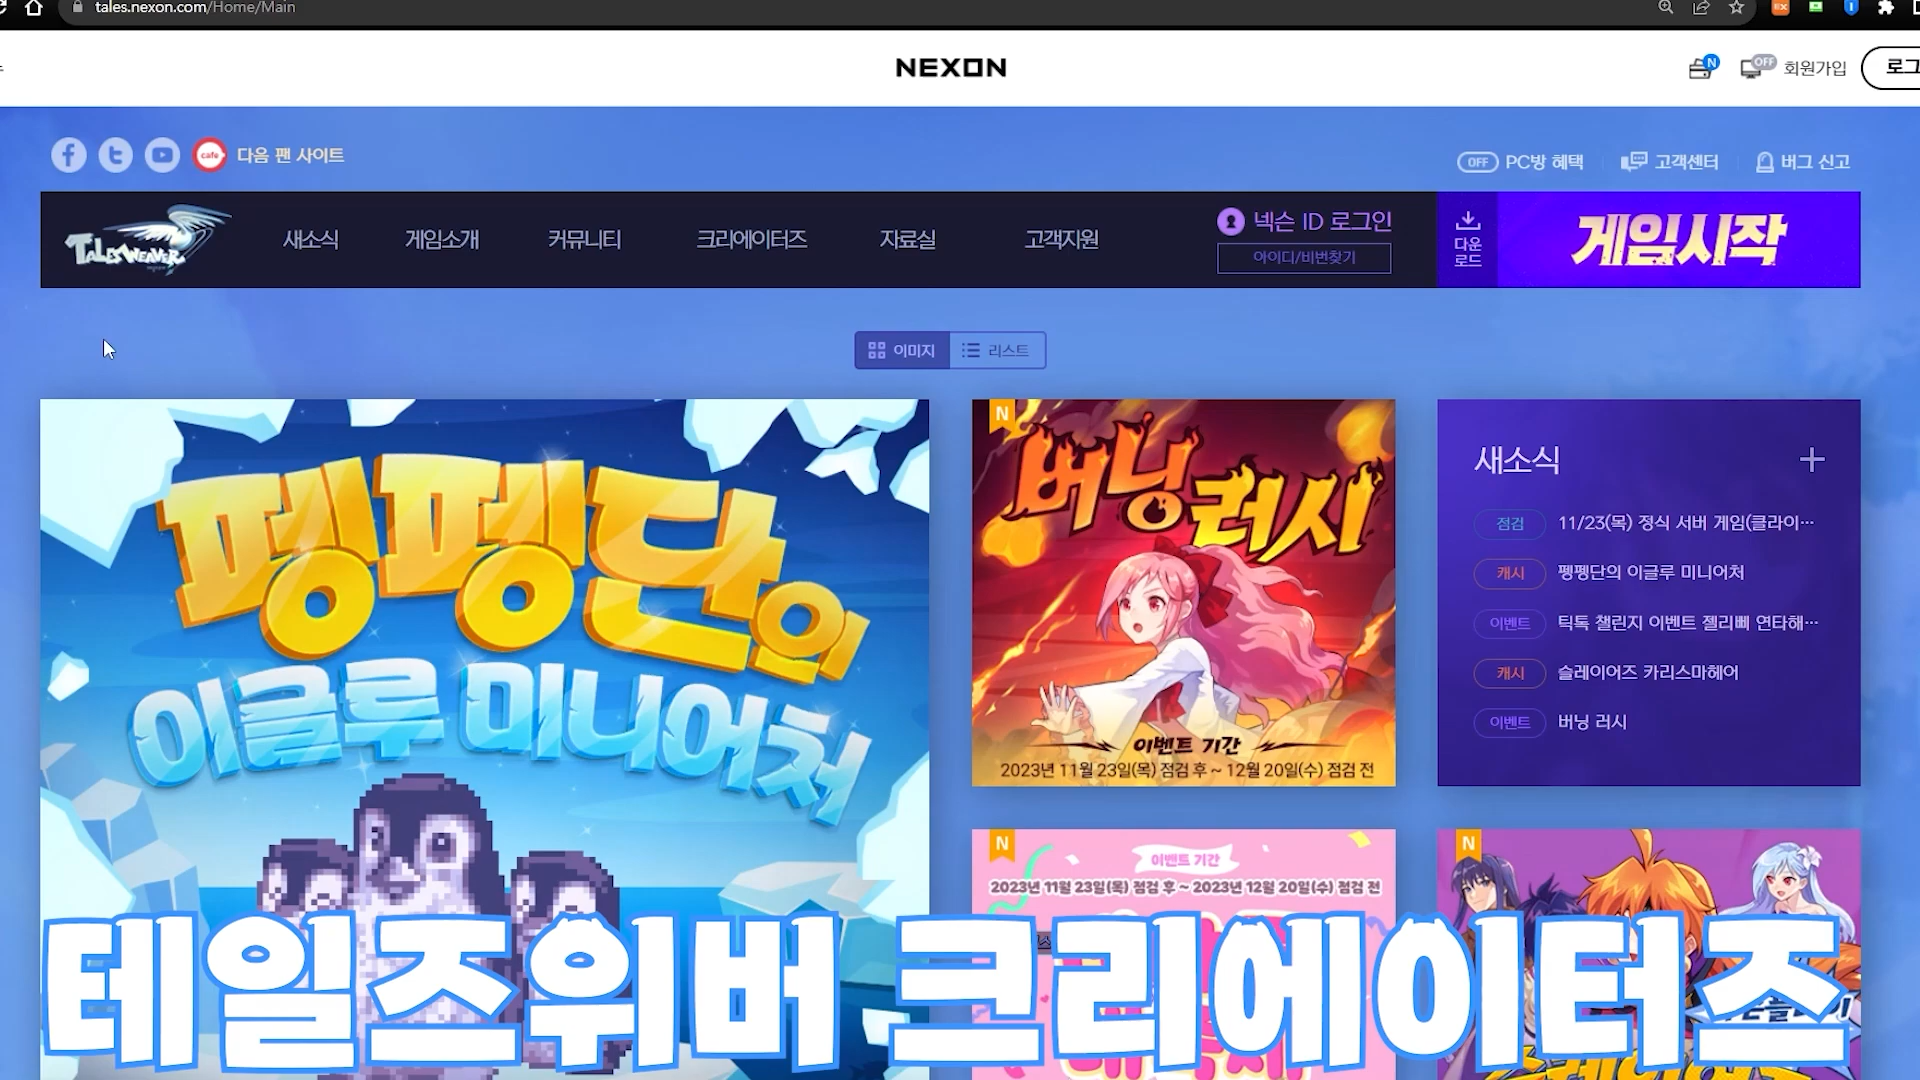 tales.nexon.com/Home/Main
EX
NEXON
N
OFF
회원가입
로그
cafe
다음 팬 사이트
OFF PC방 혜택
고객센터
버그 신고
TALESWEAVER
새소식
게임소개
커뮤니티
크리에이터즈
자료실
고객지원
넥슨 ID 로그인
아이디/비번찾기
다운
로드
게임시작
이미지
리스트
펭펭단의
이글루 미니어처
N
버닝
러시
이벤트 기간
2023년 11월 23일(목) 점검 후 ~ 12월 20일(수) 점검 전
새소식
점검 11/23(목) 정식 서버 게임(클라이…
캐시 펭펭단의 이글루 미니어처
이벤트 틱톡 챌린지 이벤트 젤리삐 연타해…
캐시 슬레이어즈 카리스마헤어
이벤트 버닝 러시
N
이벤트 기간
2023년 11월 23일(목) 점검 후 ~ 2023년 12월 20일(수) 점검 전
N
테일즈위버 크리에이터즈